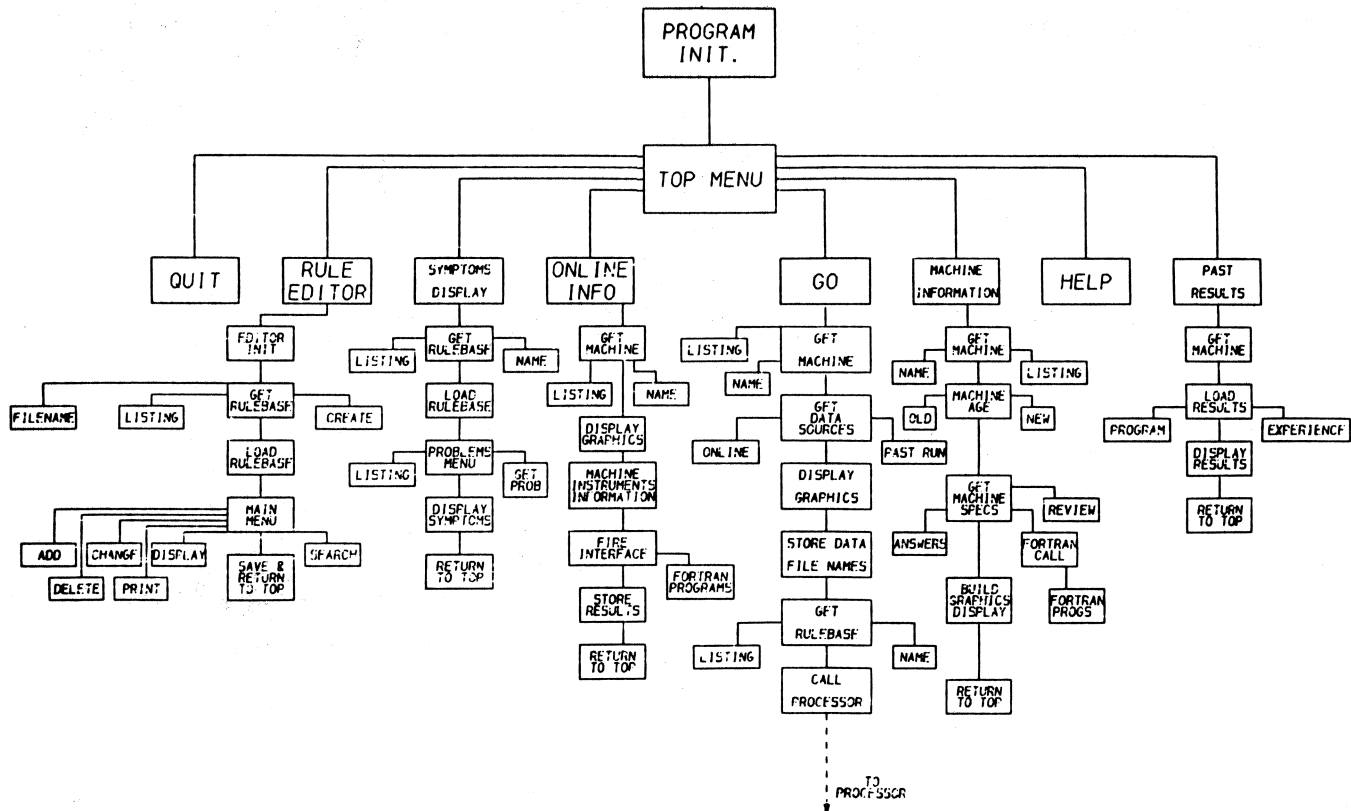 PROGRAM
INIT.
TOP MENU
QUIT
RULE
EDITOR
SYMPTOMS
DISPLAY
ONLINE
INFO
GO
MACHINE
INFORMATION
HELP
PAST
RESULTS
EDITOR
INIT
GET
RULEBASE
FILENAME
LISTING
CREATE
LOAD
RULEBASE
MAIN
MENU
ADD
CHANGE
DISPLAY
SEARCH
DELETE
PRINT
SAVE &
RETURN
TO TOP
GET
RULEBASE
LISTING
NAME
LOAD
RULEBASE
PROBLEMS
MENU
LISTING
GET
PROB
DISPLAY
SYMPTOMS
RETURN
TO TOP
GET
MACHINE
LISTING
NAME
DISPLAY
GRAPHICS
MACHINE
INSTRUMENTS
INFORMATION
FIRE
INTERFACE
FORTRAN
PROGRAMS
STORE
RESULTS
RETURN
TO TOP
GET
MACHINE
LISTING
NAME
GET
DATA
SOURCES
ONLINE
PAST RUN
DISPLAY
GRAPHICS
STORE DATA
FILE NAMES
GET
RULEBASE
LISTING
NAME
CALL
PROCESSOR
TO
PROCESSOR
GET
MACHINE
NAME
LISTING
MACHINE
AGE
OLD
NEW
GET
MACHINE
SPECS
REVIEW
ANSWERS
FORTRAN
CALL
FORTRAN
PROGS
BUILD
GRAPHICS
DISPLAY
RETURN
TO TOP
GET
MACHINE
LOAD
RESULTS
PROGRAM
EXPERIENCE
DISPLAY
RESULTS
RETURN
TO TOP